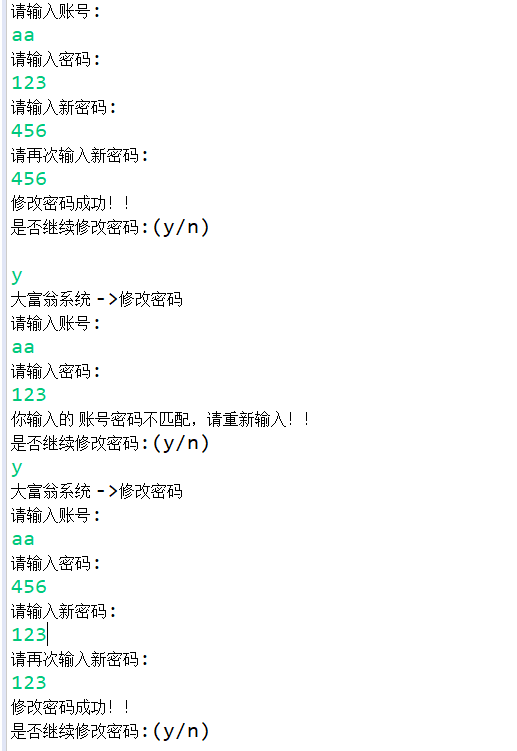 请输入账号:
aa
请输入密码:
123
请输入新密码:
456
请再次输入新密码:
456
修改密码成功！！
是否继续修改密码:(y/n)
y
大富翁系统 ->修改密码
请输入账号:
aa
请输入密码:
123
你输入的 账号密码不匹配，请重新输入！！
是否继续修改密码:(y/n)
y
大富翁系统 ->修改密码
请输入账号:
aa
请输入密码:
456
请输入新密码:
123
请再次输入新密码:
123
修改密码成功！！
是否继续修改密码:(y/n)